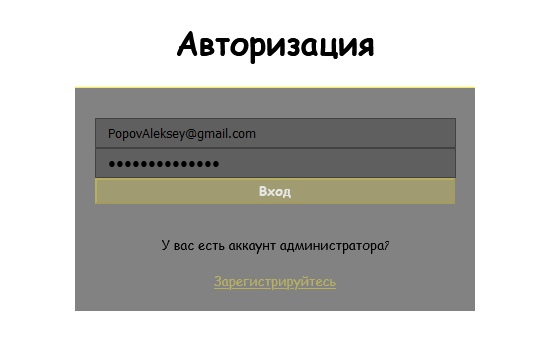 Авторизация
PopovAleksey@gmail.com
●●●●●●●●●●●●●●
Вход
У вас есть аккаунт администратора?
Зарегистрируйтесь